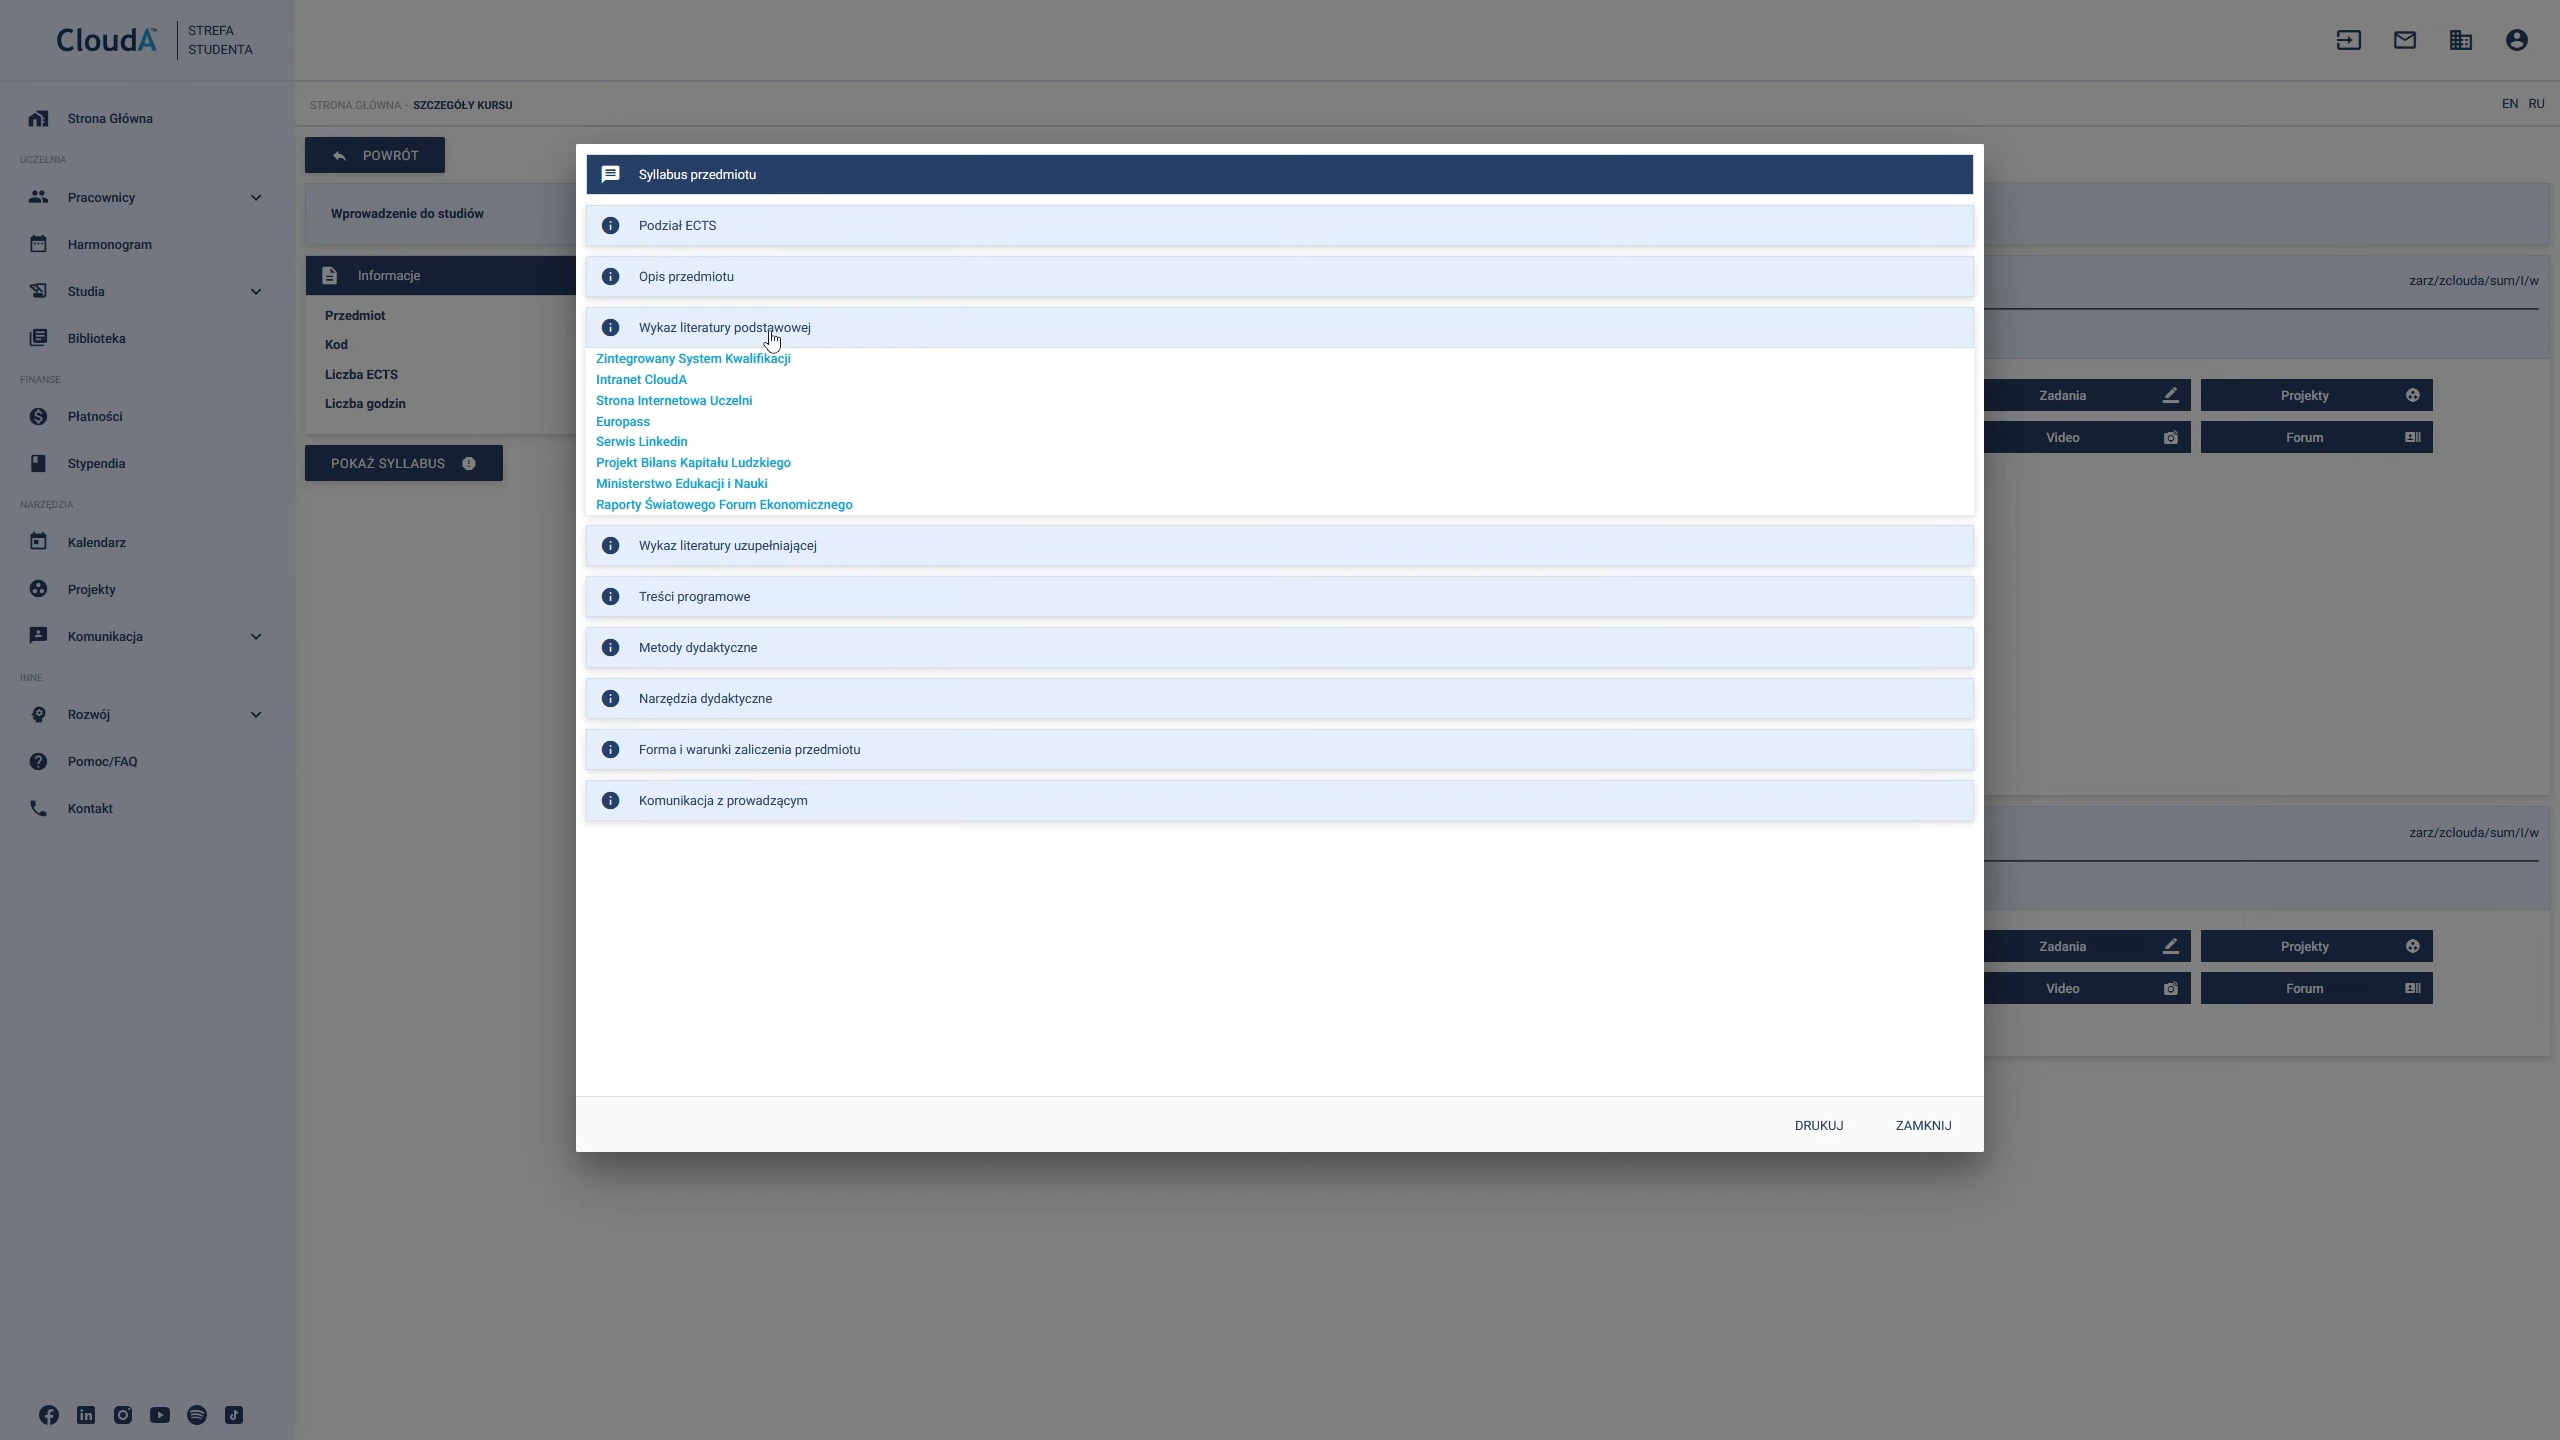 CloudA™
STREFA
STUDENTA
STRONA GŁÓWNA - SZCZEGÓŁY KURSU
EN RU
Strona Główna
UCZELNIA
Pracownicy
Harmonogram
Studia
Biblioteka
FINANSE
Płatności
Stypendia
NARZĘDZIA
Kalendarz
Projekty
Komunikacja
INNE
Rozwój
Pomoc/FAQ
Kontakt
POWRÓT
Wprowadzenie do studiów
Informacje
Przedmiot
Kod
Liczba ECTS
Liczba godzin
POKAŻ SYLLABUS
Syllabus przedmiotu
Podział ECTS
Opis przedmiotu
Wykaz literatury podstawowej
Zintegrowany System Kwalifikacji
Intranet CloudA
Strona Internetowa Uczelni
Europass
Serwis Linkedin
Projekt Bilans Kapitału Ludzkiego
Ministerstwo Edukacji i Nauki
Raporty Światowego Forum Ekonomicznego
Wykaz literatury uzupełniającej
Treści programowe
Metody dydaktyczne
Narzędzia dydaktyczne
Forma i warunki zaliczenia przedmiotu
Komunikacja z prowadzącym
DRUKUJ ZAMKNIJ
zarz/zclouda/sum/I/w
Zadania Projekty
Video Forum
zarz/zclouda/sum/I/w
Zadania Projekty
Video Forum